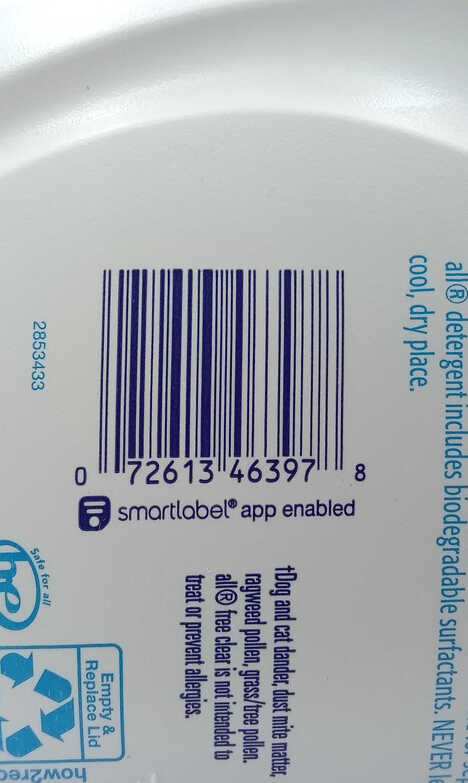 all® detergent includes biodegradable surfactants. NEVER
cool, dry place.
2853433
0 72613 46397 8
smartlabel® app enabled
†Dog and cat dander, dust mite matter,
ragweed pollen, grass/tree pollen.
all® free clear is not intended to
treat or prevent allergies.
Safe for all
he
Empty &
Replace Lid